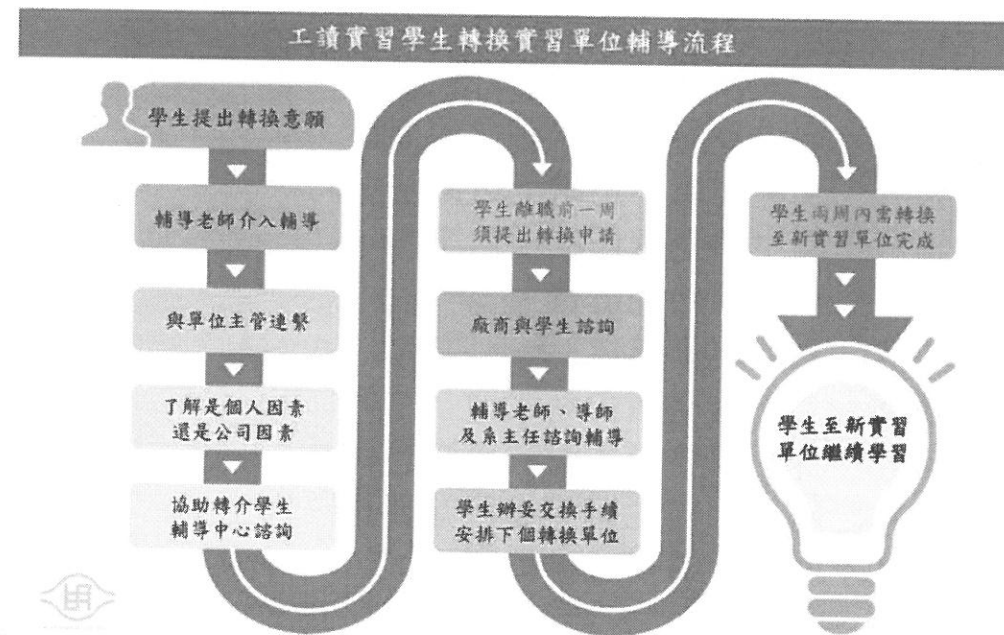 工讀實習學生轉換實習單位輔導流程
學生提出轉換意願
輔導老師介入輔導
與單位主管連繫
了解是個人因素
還是公司因素
協助轉介學生
輔導中心諮詢
學生離職前一周
須提出轉換申請
廠商與學生諮詢
輔導老師、導師
及系主任諮詢輔導
學生辦妥交換手續
安排下個轉換單位
學生兩周內需轉換
至新實習單位完成
學生至新實習
單位繼續學習